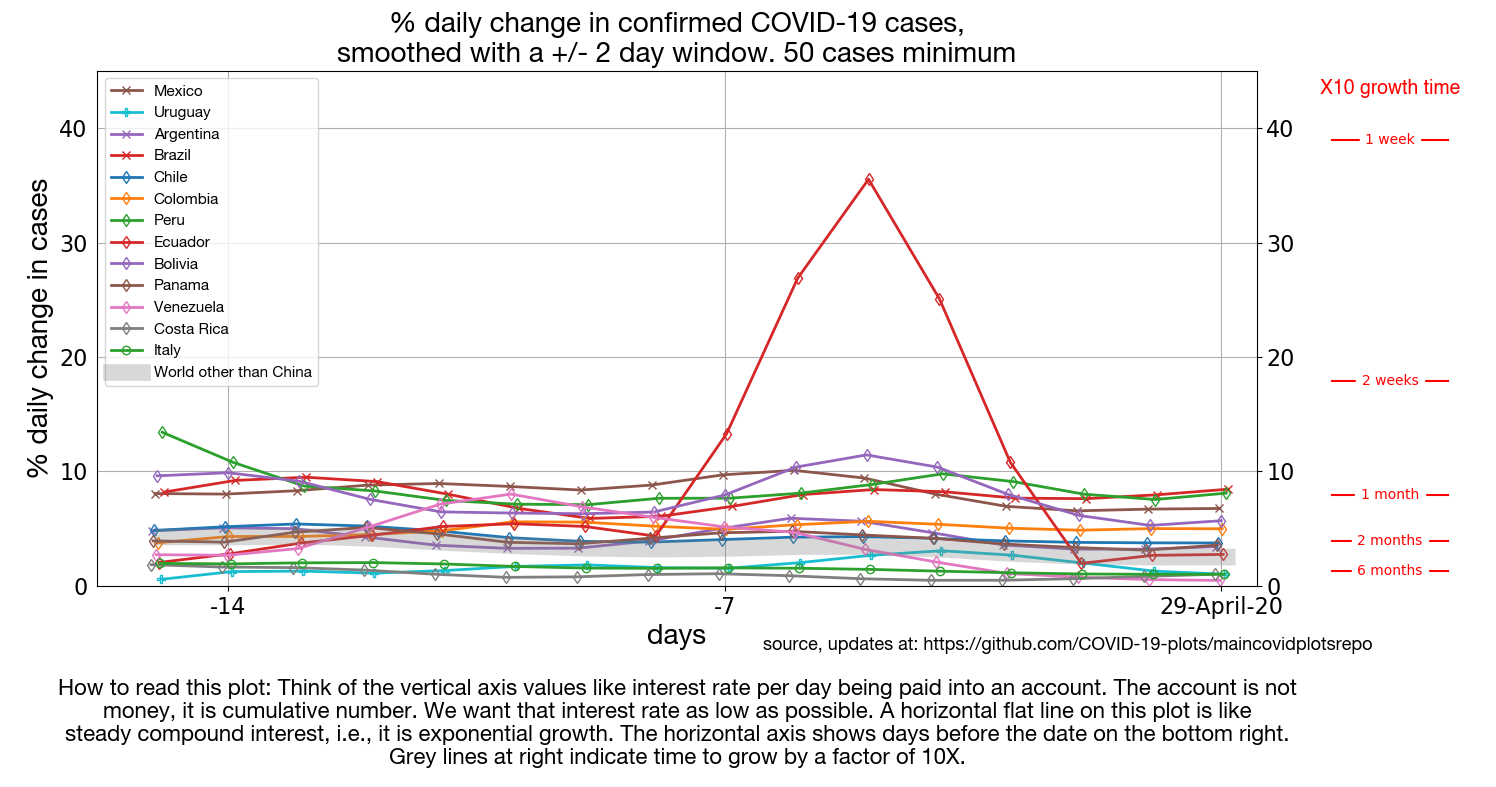 % daily change in confirmed COVID-19 cases,
smoothed with a +/- 2 day window. 50 cases minimum
X10 growth time
Mexico
Uruguay
Argentina
Brazil
Chile
Colombia
Peru
Ecuador
Bolivia
Panama
Venezuela
Costa Rica
Italy
World other than China
% daily change in cases
40
30
20
10
0
40
30
20
10
0
1 week
2 weeks
1 month
2 months
6 months
-14
-7
29-April-20
days
source, updates at: https://github.com/COVID-19-plots/maincovidplotsrepo
How to read this plot: Think of the vertical axis values like interest rate per day being paid into an account. The account is not
money, it is cumulative number. We want that interest rate as low as possible. A horizontal flat line on this plot is like
steady compound interest, i.e., it is exponential growth. The horizontal axis shows days before the date on the bottom right.
Grey lines at right indicate time to grow by a factor of 10X.